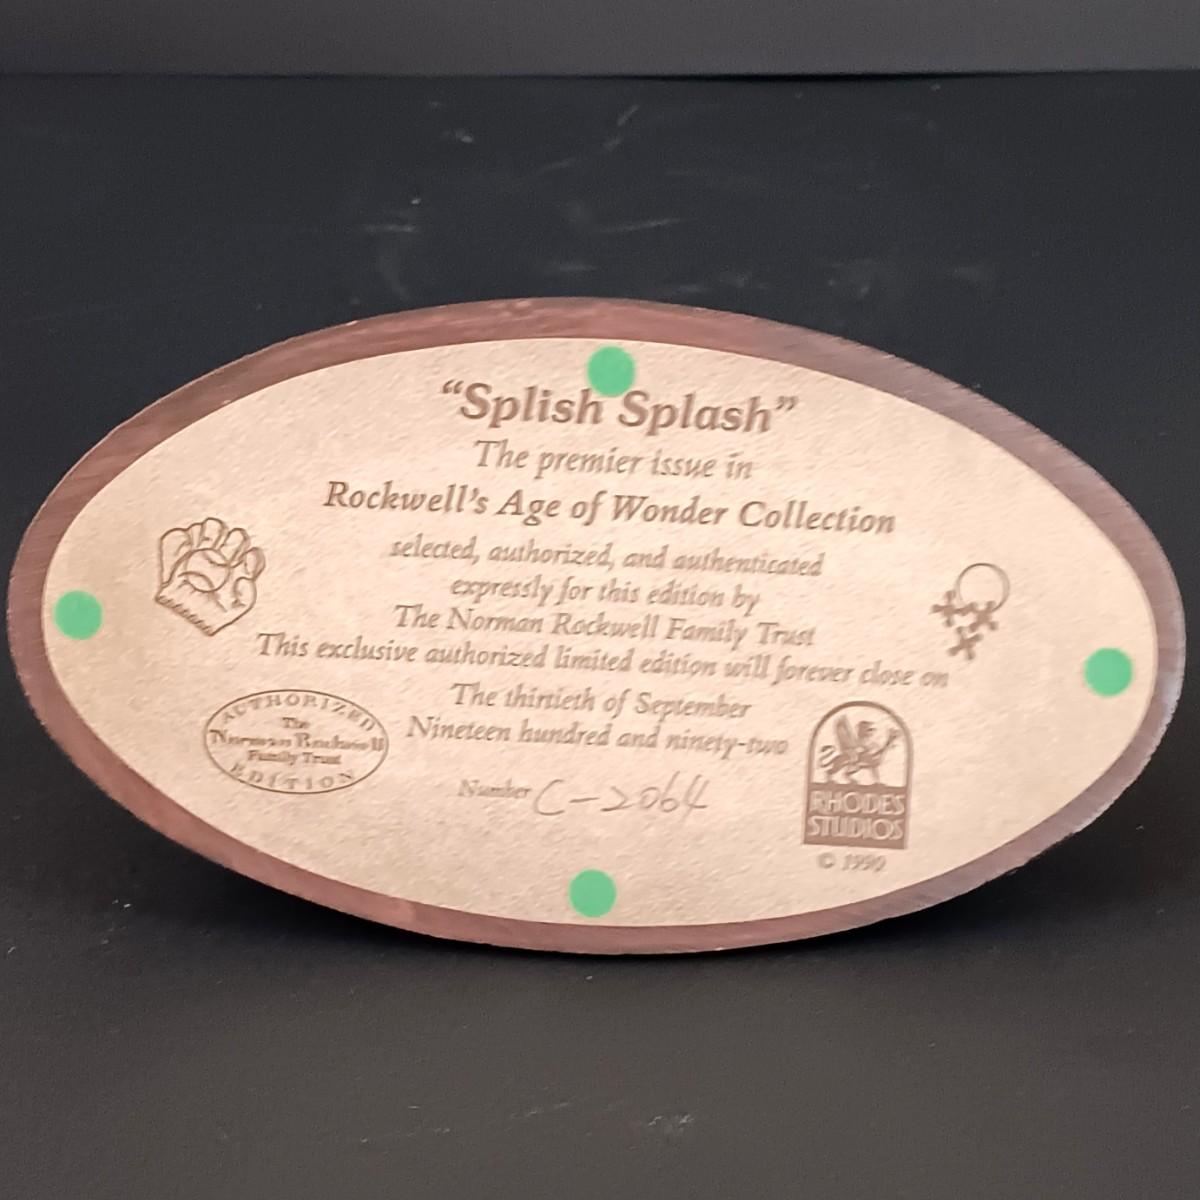 “Splish Splash”
The premier issue in
Rockwell's Age of Wonder Collection
selected, authorized, and authenticated
expressly for this edition by
The Norman Rockwell Family Trust
This exclusive authorized limited edition will forever close on
The thirtieth of September
Nineteen hundred and ninety-two
Number C-2064
AUTHORIZED
The
Norman Rockwell
Family Trust
EDITION
RHODES
STUDIOS
© 1990